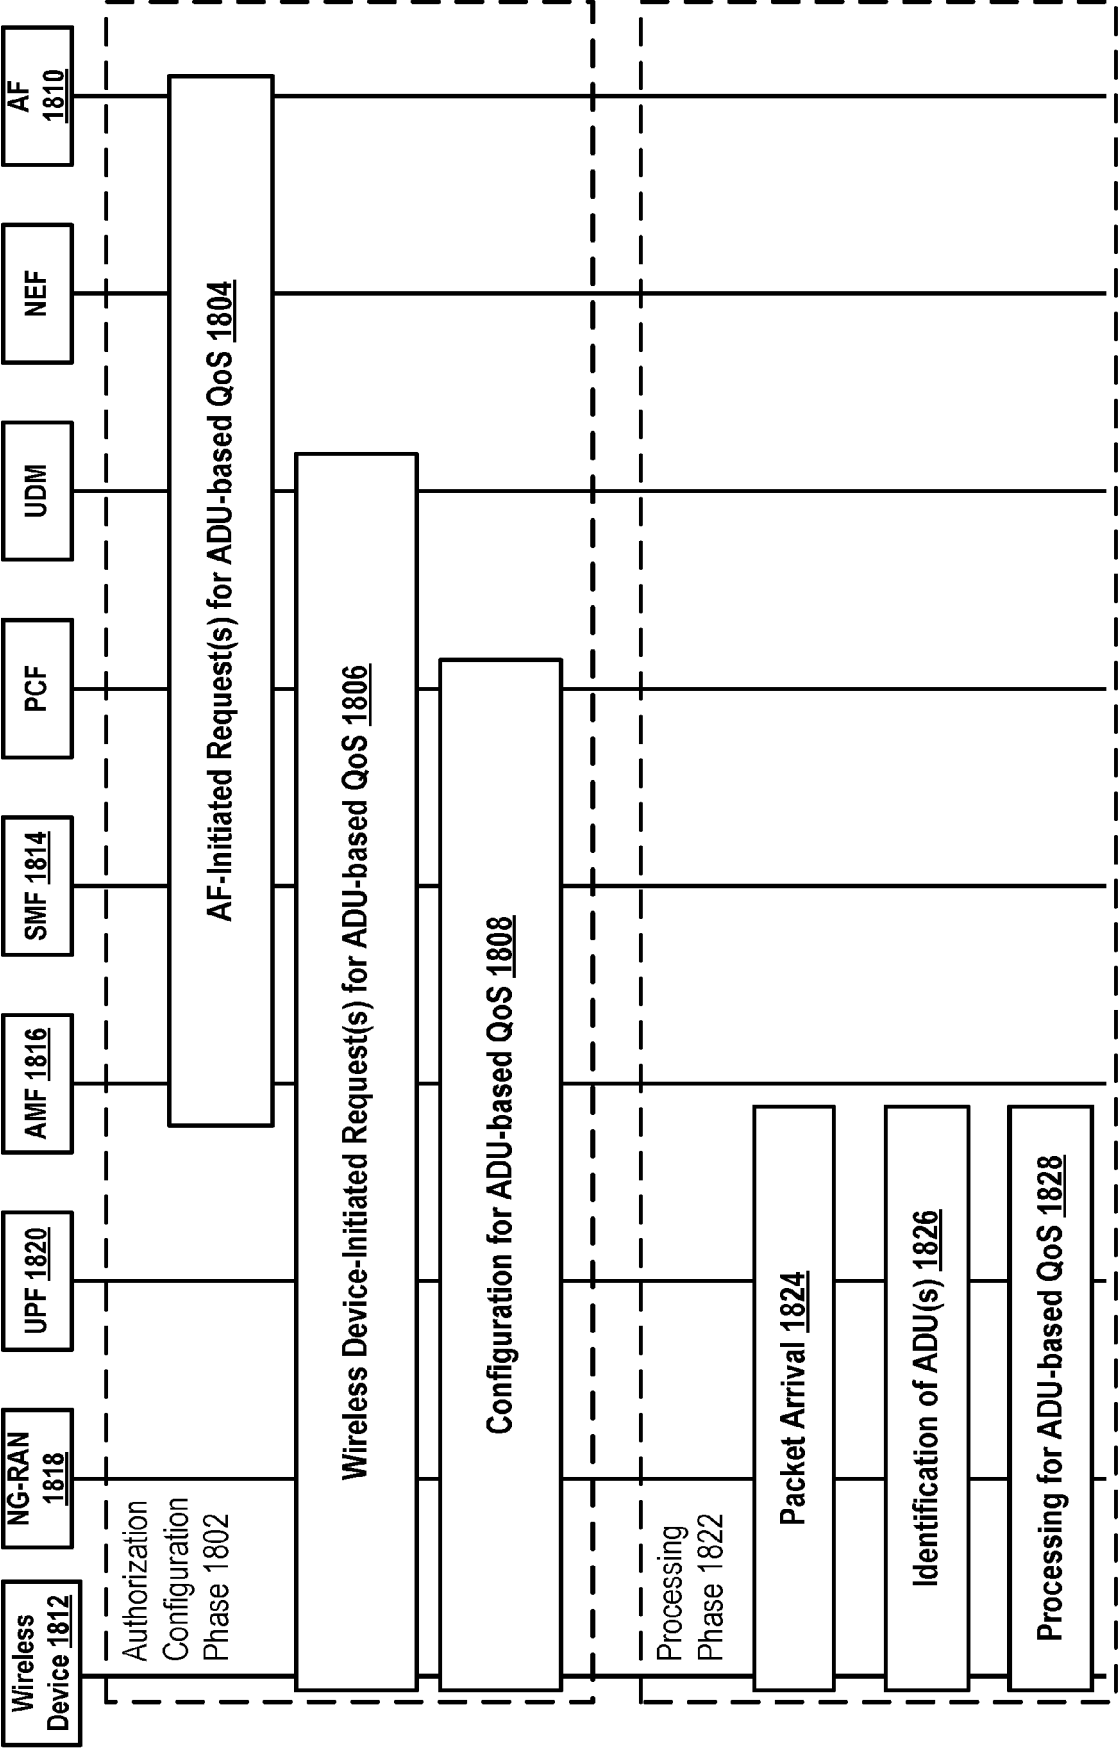 Wireless
Device 1812
NG-RAN
1818
UPF 1820
AMF 1816
SMF 1814
PCF
UDM
NEF
AF
1810
Authorization
Configuration
Phase 1802
AF-Initiated Request(s) for ADU-based QoS 1804
Wireless Device-Initiated Request(s) for ADU-based QoS 1806
Configuration for ADU-based QoS 1808
Processing
Phase 1822
Packet Arrival 1824
Identification of ADU(s) 1826
Processing for ADU-based QoS 1828